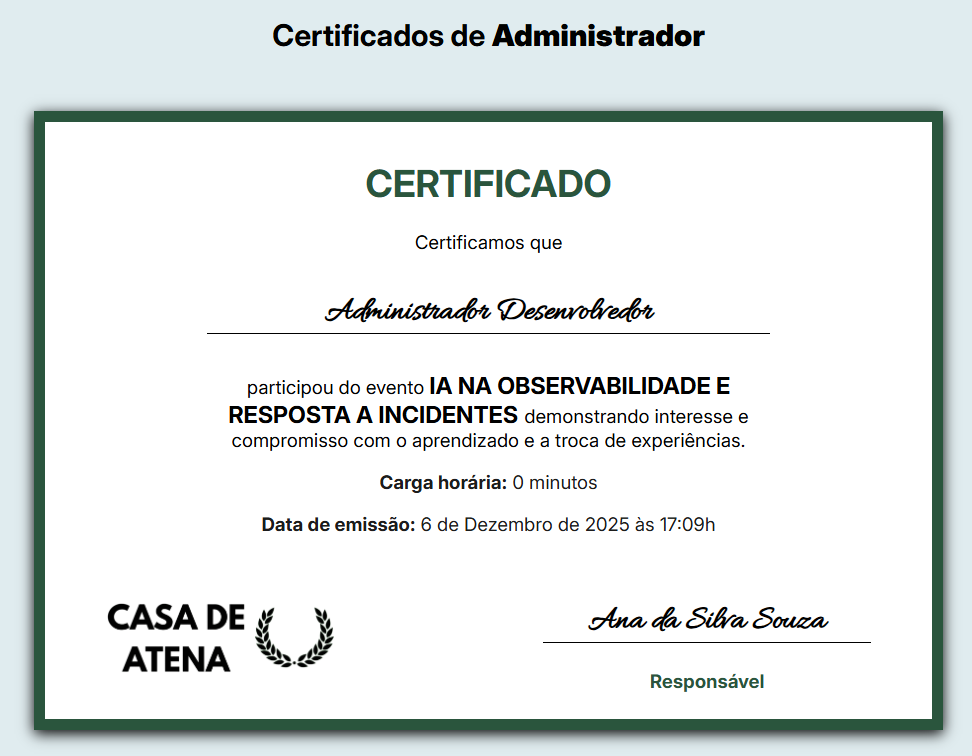 Certificados de Administrador
CERTIFICADO
Certificamos que
Administrador Desenvolvedor
participou do evento IA NA OBSERVABILIDADE E
RESPOSTA A INCIDENTES demonstrando interesse e
compromisso com o aprendizado e a troca de experiências.
Carga horária: 0 minutos
Data de emissão: 6 de Dezembro de 2025 às 17:09h
CASA DE
ATENA
Ana da Silva Souza
Responsável